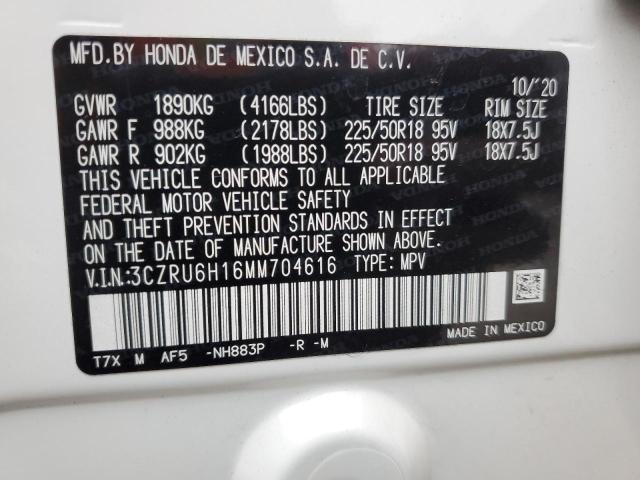 MFD.BY HONDA DE MEXICO S.A. DE C.V.
10/'20
GVWR 1890KG (4166LBS) TIRE SIZE RIM SIZE
GAWR F 988KG (2178LBS) 225/50R18 95V 18X7.5J
GAWR R 902KG (1988LBS) 225/50R18 95V 18X7.5J
THIS VEHICLE CONFORMS TO ALL APPLICABLE
FEDERAL MOTOR VEHICLE SAFETY
AND THEFT PREVENTION STANDARDS IN EFFECT
ON THE DATE OF MANUFACTURE SHOWN ABOVE.
V.I.N.:3CZRU6H16MM704616 TYPE: MPV
MADE IN MEXICO
T7X M AF5 -NH883P -R -M